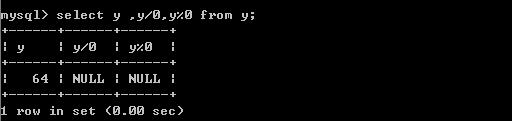 mysql> select y ,y/0,y%0 from y;
+------+------+------+
| y    | y/0  | y%0  |
+------+------+------+
|   64 | NULL | NULL |
+------+------+------+
1 row in set (0.00 sec)